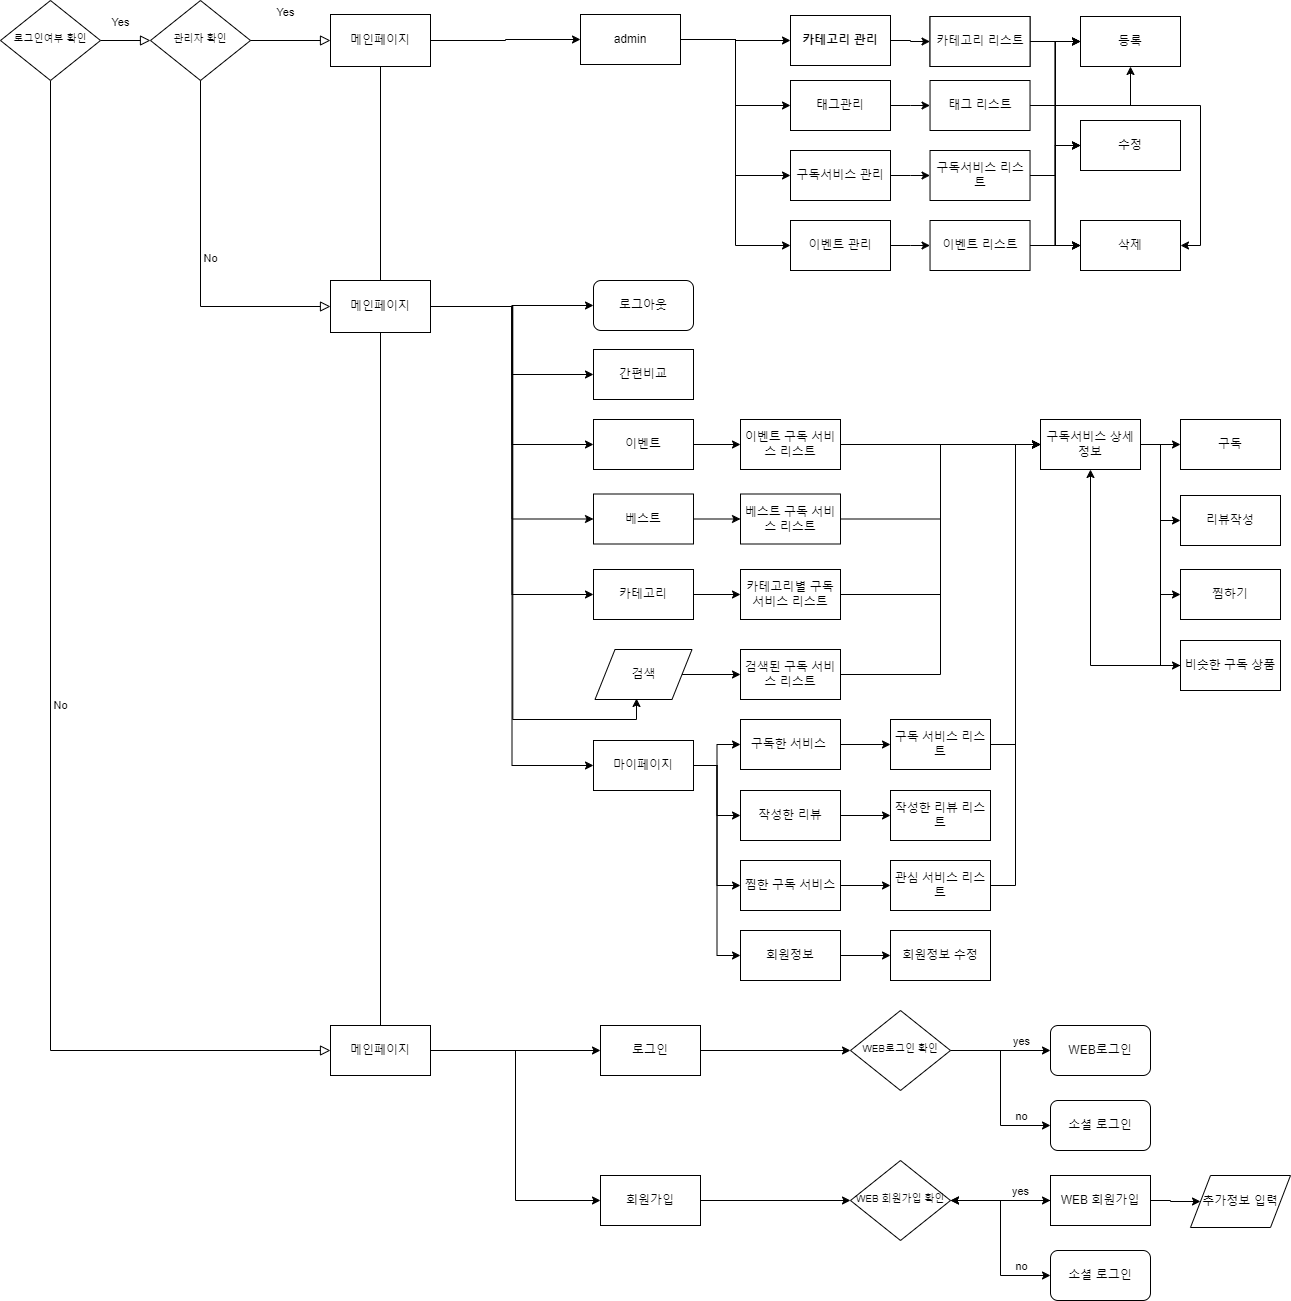 로그인여부 확인
Yes
관리자 확인
Yes
메인페이지
admin
카테고리 관리
카테고리 리스트
등록
태그관리
태그 리스트
수정
구독서비스 관리
구독서비스 리스
트
이벤트 관리
이벤트 리스트
삭제
No
메인페이지
로그아웃
간편비교
이벤트
이벤트 구독 서비
스 리스트
구독서비스 상세
정보
구독
베스트
베스트 구독 서비
스 리스트
리뷰작성
카테고리
카테고리별 구독
서비스 리스트
찜하기
검색
검색된 구독 서비
스 리스트
비슷한 구독 상품
No
마이페이지
구독한 서비스
구독 서비스 리스
트
작성한 리뷰
작성한 리뷰 리스
트
찜한 구독 서비스
관심 서비스 리스
트
회원정보
회원정보 수정
메인페이지
로그인
WEB로그인 확인
yes
WEB로그인
no
소셜 로그인
회원가입
WEB 회원가입 확인
yes
WEB 회원가입
추가정보 입력
no
소셜 로그인